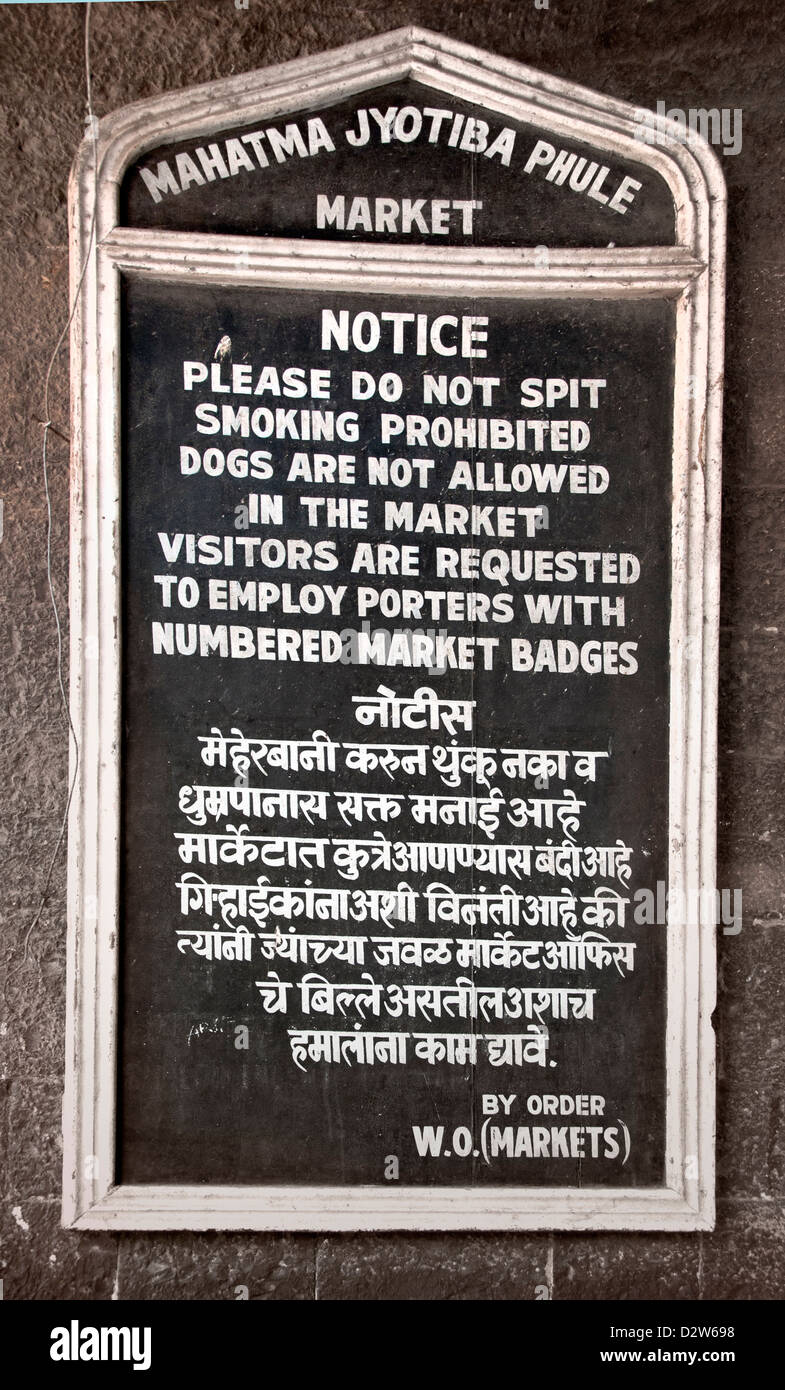 MAHATMA JYOTIBA PHULE
MARKET
NOTICE
PLEASE DO NOT SPIT
SMOKING PROHIBITED
DOGS ARE NOT ALLOWED
IN THE MARKET
VISITORS ARE REQUESTED
TO EMPLOY PORTERS WITH
NUMBERED MARKET BADGES
नोटीस
मेहेरबानी करुन थुंकू नका व
धुम्रपानास सक्त मनाई आहे
मार्केटात कुत्रे आणण्यास बंदी आहे
गिऱ्हाईकांना अशी विनंती आहे की
त्यांनी ज्यांच्या जवळ मार्केट ऑफिस
चे बिल्ले असतील अशाच
हमालांना काम द्यावे.
BY ORDER
W.O.(MARKETS)
alamy
Image ID: D2W698
www.alamy.com